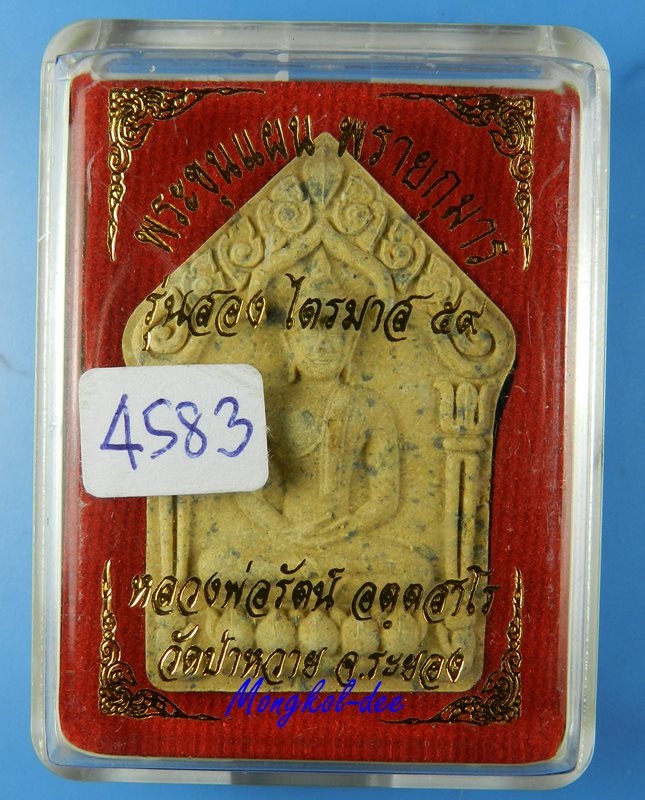 พระขุนแผน พรายกุมาร
รุ่นสอง ไตรมาส ๕๙
4583
หลวงพ่อรัตน์ อตฺตสาโร
วัดป่าหวาย จ.ระยอง
Mongkol-dee